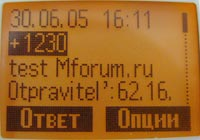 30.06.05 16:11
+1230
test Mforum.ru
Otpravitel':62.16.
Ответ Опции